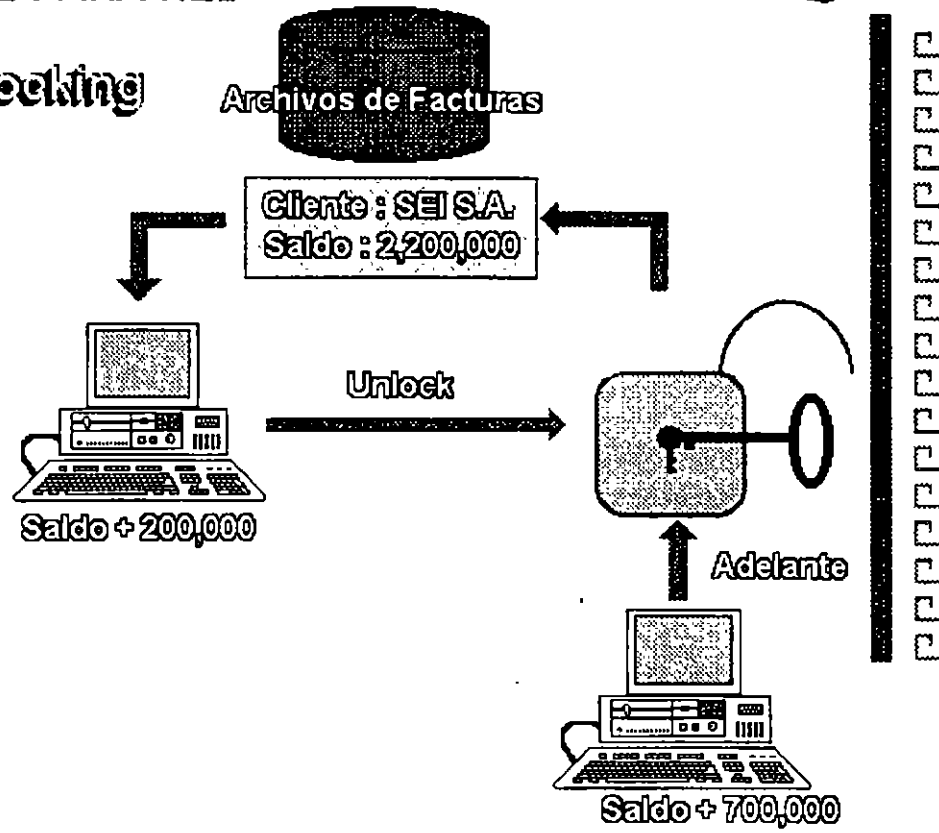 Archivos de Facturas
Cliente : SEI S.A.
Saldo : 2,200,000
Unlock
Saldo + 200,000
Adelante
Saldo + 700,000